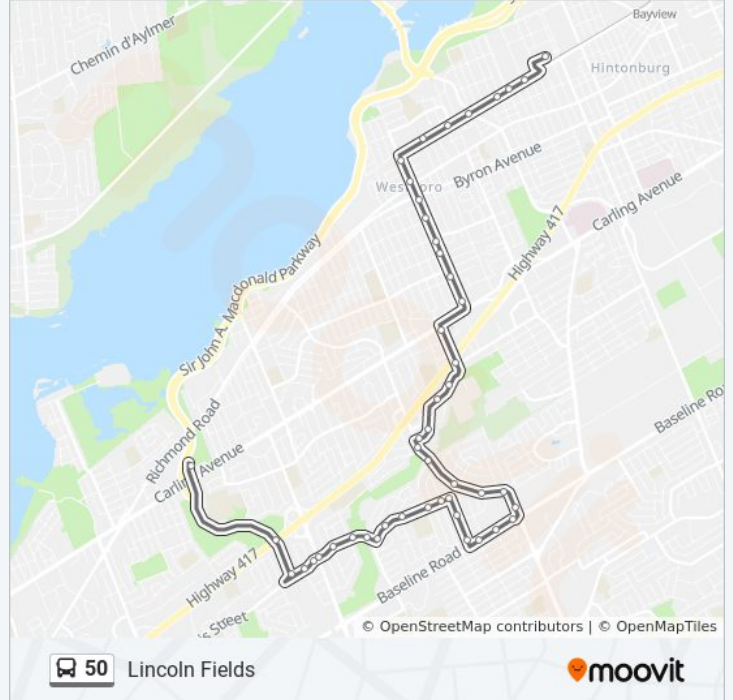 Chemin d'Aylmer
Bayview
Hintonburg
Byron Avenue
Westboro
Carling Avenue
Highway 417
Sir John A. Macdonald Parkway
Richmond Road
Carling Avenue
Baseline Ro
Highway 417
Baseline Road
is Street
© OpenStreetMap contributors | © OpenMapTiles
50 Lincoln Fields
moovit